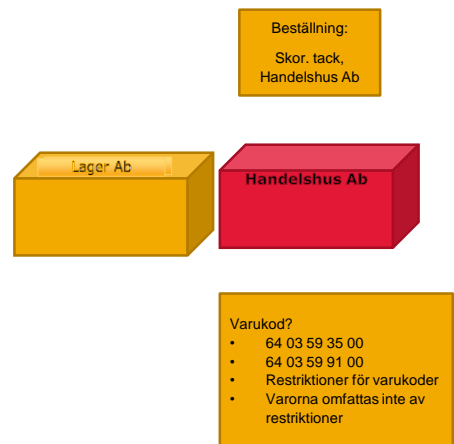 Beställning:
Skor. tack,
Handelshus Ab
Lager Ab
Handelshus Ab
Varukod?
• 64 03 59 35 00
• 64 03 59 91 00
• Restriktioner för varukoder
• Varorna omfattas inte av
restriktioner